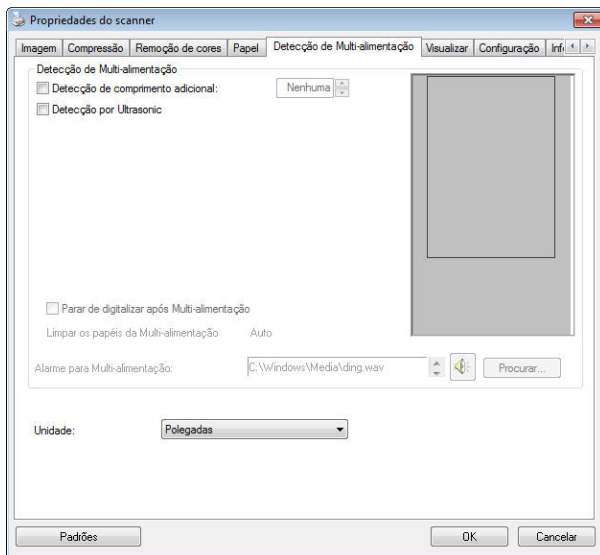 Propriedades do scanner
Imagem Compressão Remoção de cores Papel Detecção de Multi-alimentação Visualizar Configuração Infi
Detecção de Multi-alimentação
Detecção de comprimento adicional: Nenhuma
Detecção por Ultrasonic
Parar de digitalizar após Multi-alimentação
Limpar os papéis da Multi-alimentação Auto
Alarme para Multi-alimentação: C:\Windows\Media\ding.wav Procurar...
Unidade: Polegadas
Padrões OK Cancelar